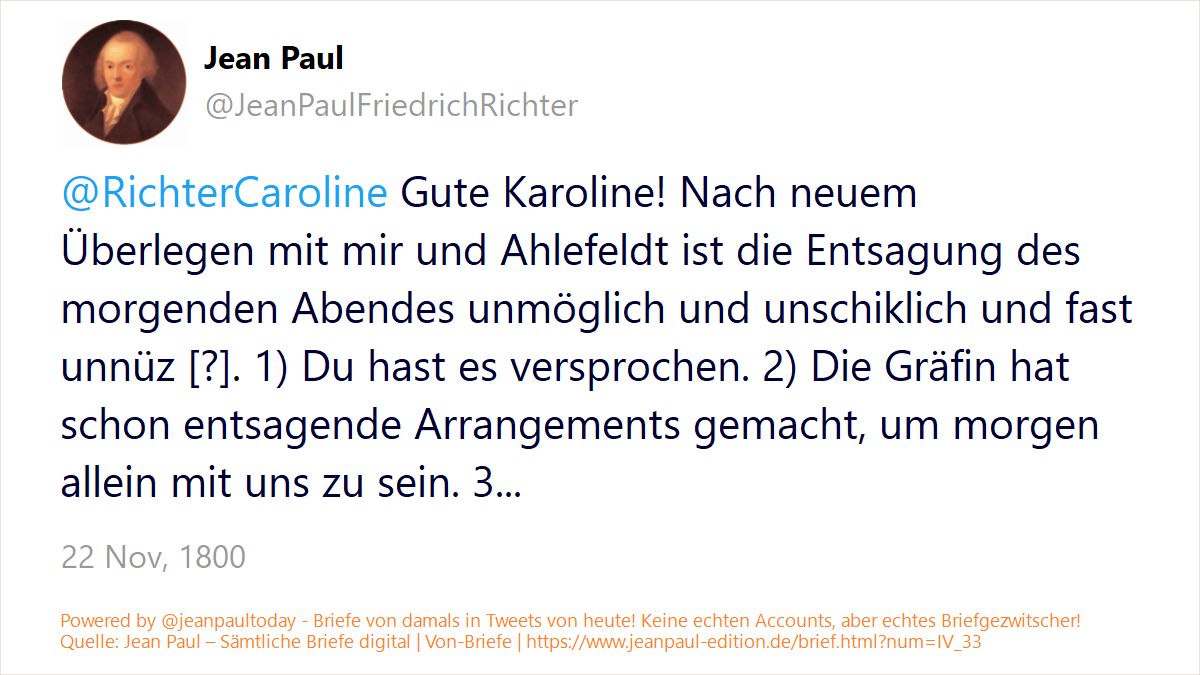 Jean Paul
@JeanPaulFriedrichRichter
@RichterCaroline Gute Karoline! Nach neuem
Überlegen mit mir und Ahlefeldt ist die Entsagung des
morgenden Abendes unmöglich und unschiklich und fast
unnüz [?]. 1) Du hast es versprochen. 2) Die Gräfin hat
schon entsagende Arrangements gemacht, um morgen
allein mit uns zu sein. 3...
22 Nov, 1800
Powered by @jeanpaultoday - Briefe von damals in Tweets von heute! Keine echten Accounts, aber echtes Briefgezwitscher!
Quelle: Jean Paul – Sämtliche Briefe digital | Von-Briefe | https://www.jeanpaul-edition.de/brief.html?num=IV_33